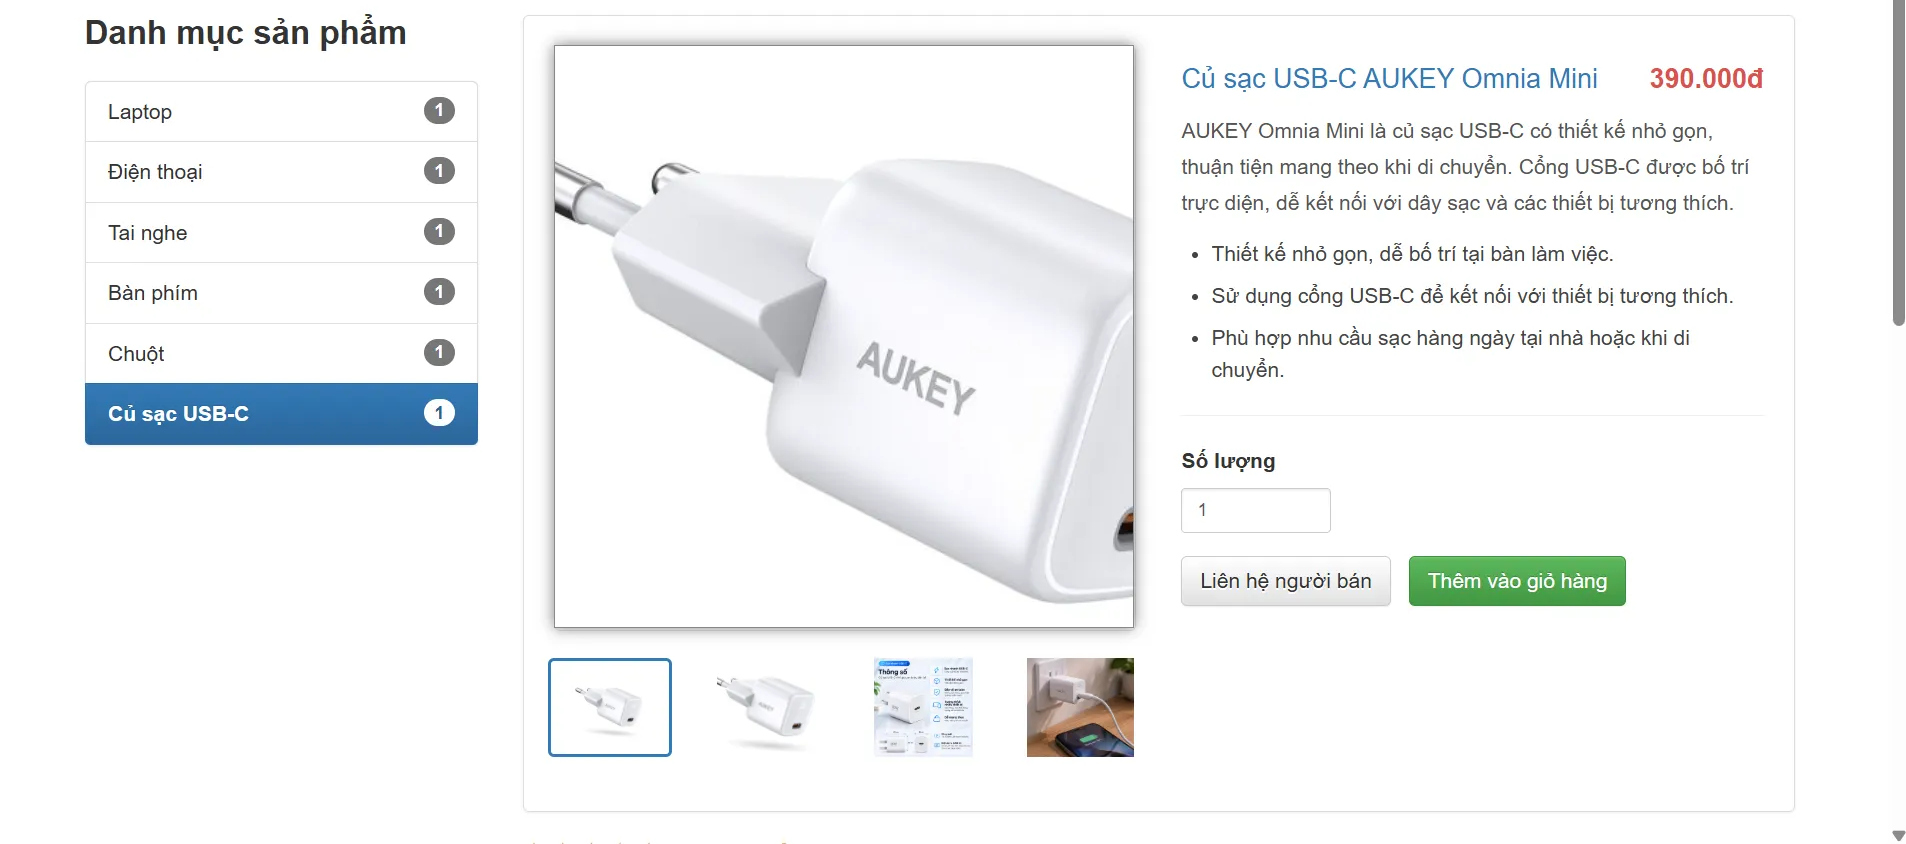 Danh mục sản phẩm
Laptop 1
Điện thoại 1
Tai nghe 1
Bàn phím 1
Chuột 1
Củ sạc USB-C 1
AUKEY
Củ sạc USB-C AUKEY Omnia Mini 390.000đ
AUKEY Omnia Mini là củ sạc USB-C có thiết kế nhỏ gọn,
thuận tiện mang theo khi di chuyển. Cổng USB-C được bố trí
trực diện, dễ kết nối với dây sạc và các thiết bị tương thích.
Thiết kế nhỏ gọn, dễ bố trí tại bàn làm việc.
Sử dụng cổng USB-C để kết nối với thiết bị tương thích.
Phù hợp nhu cầu sạc hàng ngày tại nhà hoặc khi di
chuyển.
Số lượng
1
Liên hệ người bán
Thêm vào giỏ hàng
AUKEY
Thông số